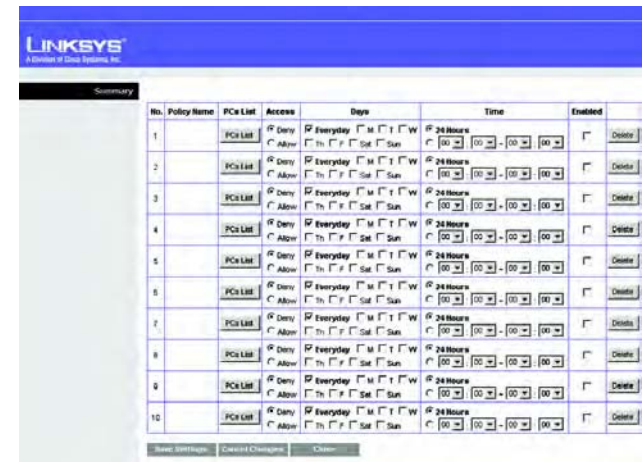 LINKSYS®
A Division of Cisco Systems, Inc.
Summary
No. Policy Name PCs List Access Days Time Enabled
1 PCs List Deny Everyday M T W 24 Hours Delete
Allow Th F Sat Sun 00 : 00 - 00 : 00
2 PCs List Deny Everyday M T W 24 Hours Delete
Allow Th F Sat Sun 00 : 00 - 00 : 00
3 PCs List Deny Everyday M T W 24 Hours Delete
Allow Th F Sat Sun 00 : 00 - 00 : 00
4 PCs List Deny Everyday M T W 24 Hours Delete
Allow Th F Sat Sun 00 : 00 - 00 : 00
5 PCs List Deny Everyday M T W 24 Hours Delete
Allow Th F Sat Sun 00 : 00 - 00 : 00
6 PCs List Deny Everyday M T W 24 Hours Delete
Allow Th F Sat Sun 00 : 00 - 00 : 00
7 PCs List Deny Everyday M T W 24 Hours Delete
Allow Th F Sat Sun 00 : 00 - 00 : 00
8 PCs List Deny Everyday M T W 24 Hours Delete
Allow Th F Sat Sun 00 : 00 - 00 : 00
9 PCs List Deny Everyday M T W 24 Hours Delete
Allow Th F Sat Sun 00 : 00 - 00 : 00
10 PCs List Deny Everyday M T W 24 Hours Delete
Allow Th F Sat Sun 00 : 00 - 00 : 00
Save Settings Cancel Changes Close